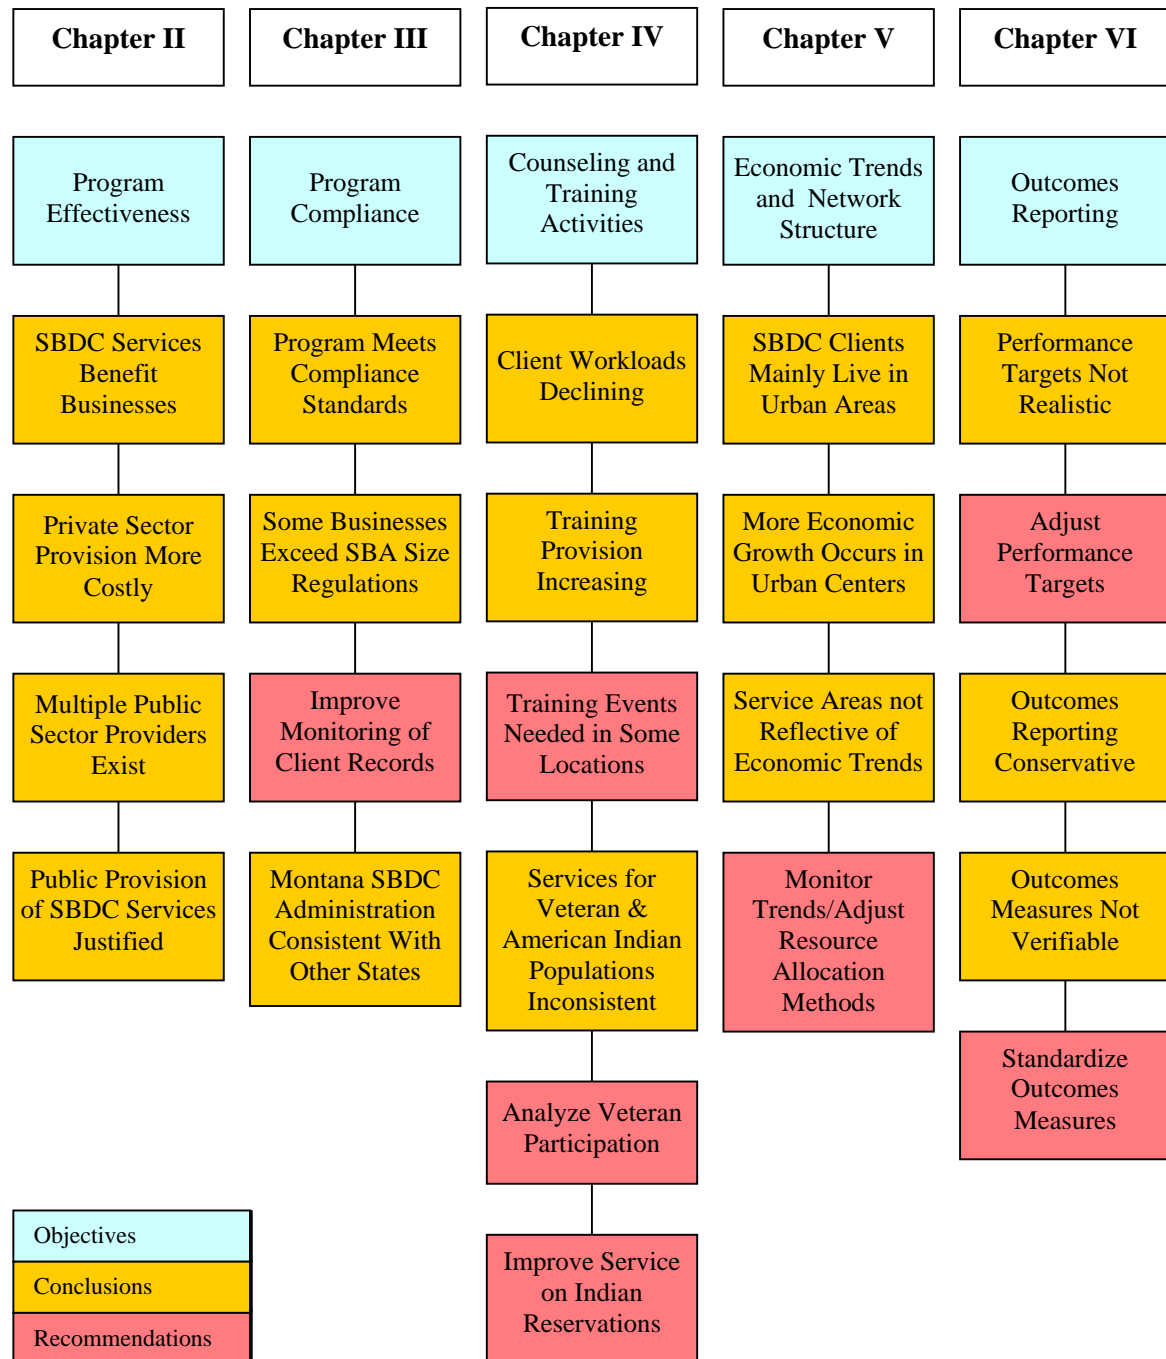 Chapter II
Chapter III
Chapter IV
Chapter V
Chapter VI
Program
Effectiveness
SBDC Services
Benefit
Businesses
Private Sector
Provision More
Costly
Multiple Public
Sector Providers
Exist
Public Provision
of SBDC Services
Justified
Program
Compliance
Program Meets
Compliance
Standards
Some Businesses
Exceed SBA Size
Regulations
Improve
Monitoring of
Client Records
Montana SBDC
Administration
Consistent With
Other States
Counseling and
Training
Activities
Client Workloads
Declining
Training
Provision
Increasing
Training Events
Needed in Some
Locations
Services for
Veteran &
American Indian
Populations
Inconsistent
Analyze Veteran
Participation
Improve Service
on Indian
Reservations
Economic Trends
and Network
Structure
SBDC Clients
Mainly Live in
Urban Areas
More Economic
Growth Occurs in
Urban Centers
Service Areas not
Reflective of
Economic Trends
Monitor
Trends/Adjust
Resource
Allocation
Methods
Outcomes
Reporting
Performance
Targets Not
Realistic
Adjust
Performance
Targets
Outcomes
Reporting
Conservative
Outcomes
Measures Not
Verifiable
Standardize
Outcomes
Measures
Objectives
Conclusions
Recommendations